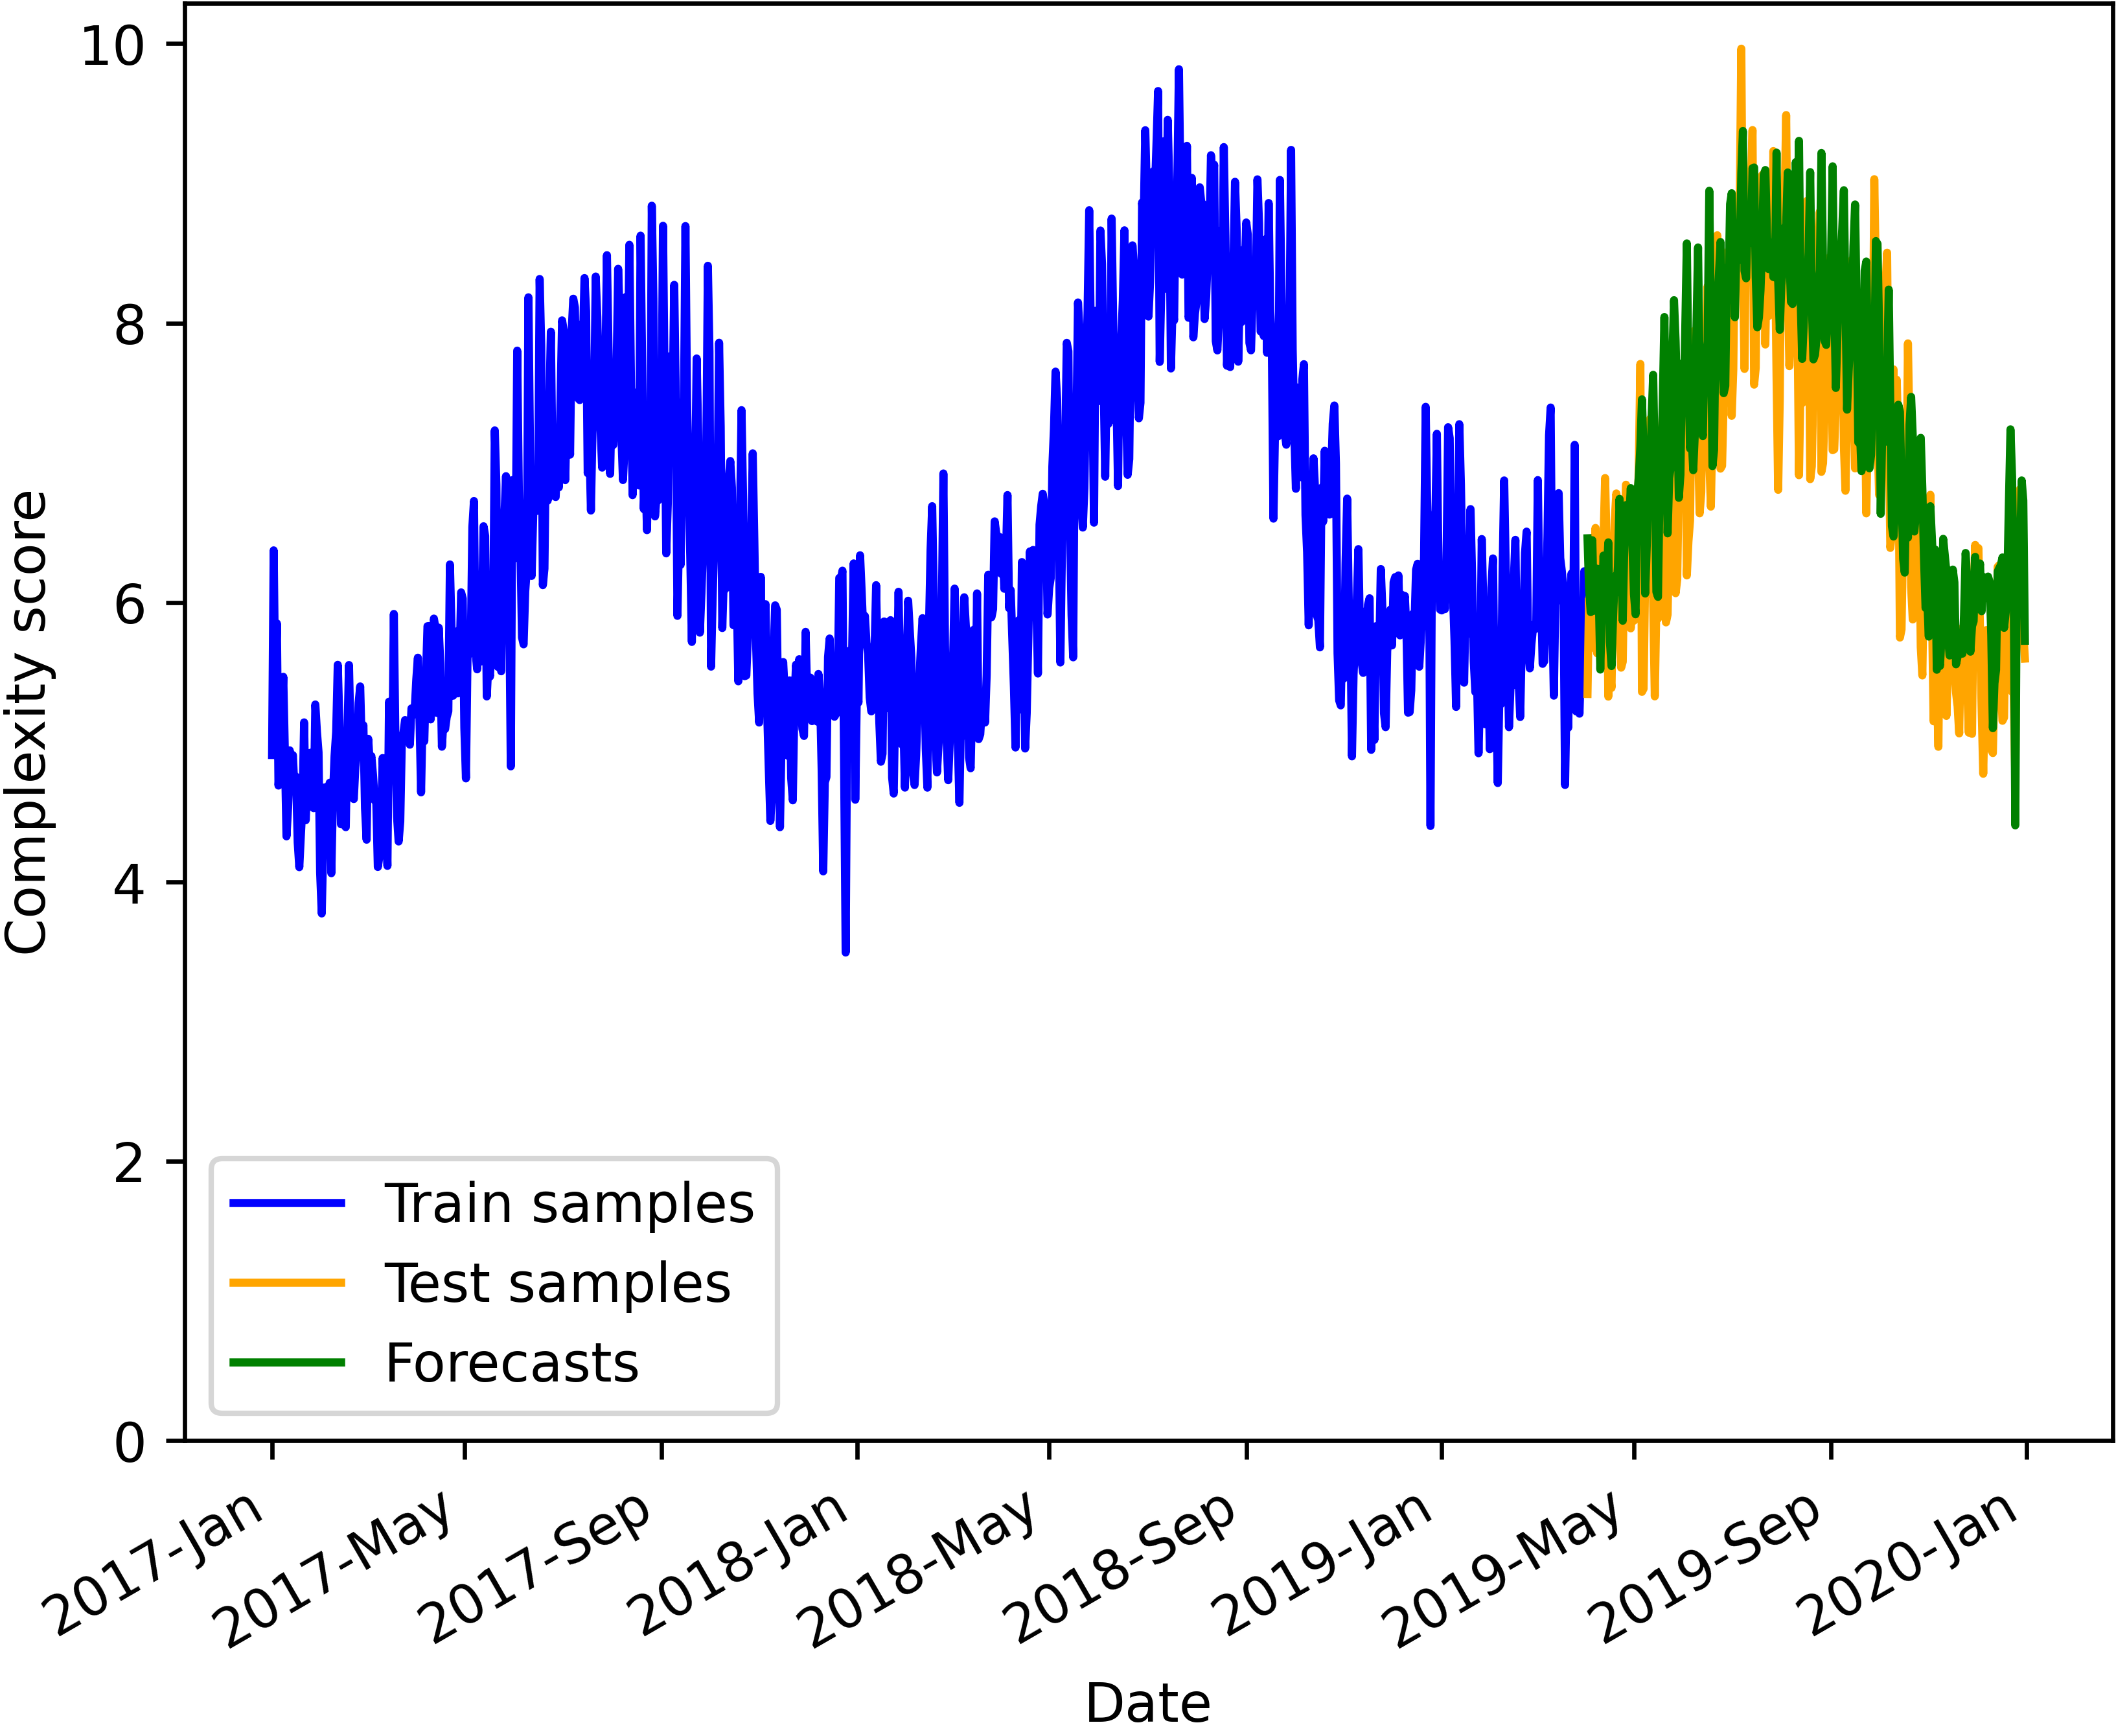 Complexity score
10
8
6
4
2
0
Train samples
Test samples
Forecasts
2017-Jan
2017-May
2017-Sep
2018-Jan
2018-May
2018-Sep
2019-Jan
2019-May
2019-Sep
2020-Jan
Date